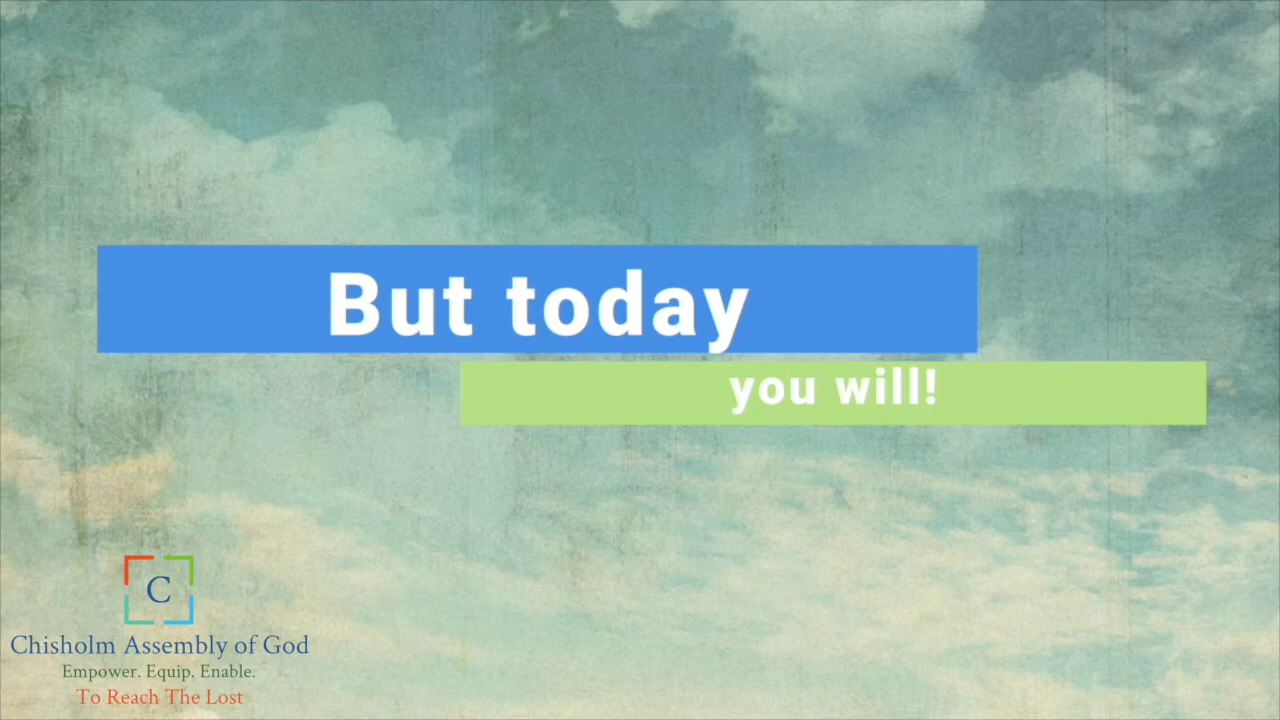 But today
you will!
C
Chisholm Assembly of God
Empower. Equip. Enable.
To Reach The Lost